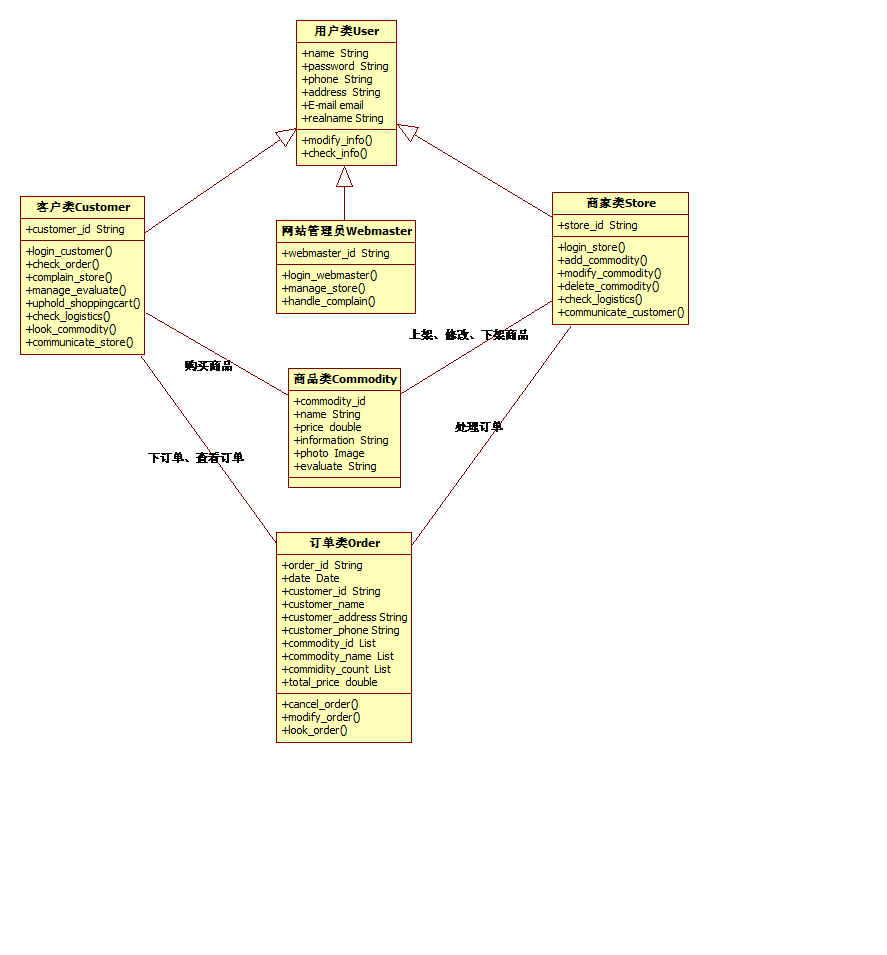 用户类User
+name String
+password String
+phone String
+address String
+E-mail email
+realname String
+modify_info()
+check_info()
客户类Customer
+customer_id String
+login_customer()
+check_order()
+complain_store()
+manage_evaluate()
+uphold_shoppingcart()
+check_logistics()
+look_commodity()
+communicate_store()
网站管理员Webmaster
+webmaster_id String
+login_webmaster()
+manage_store()
+handle_complain()
商家类Store
+store_id String
+login_store()
+add_commodity()
+modify_commodity()
+delete_commodity()
+check_logistics()
+communicate_customer()
上架、修改、下架商品
购买商品
商品类Commodity
+commodity_id
+name String
+price double
+information String
+photo Image
+evaluate String
处理订单
下订单、查看订单
订单类Order
+order_id String
+date Date
+customer_id String
+customer_name
+customer_address String
+customer_phone String
+commodity_id List
+commodity_name List
+commidity_count List
+total_price double
+cancel_order()
+modify_order()
+look_order()